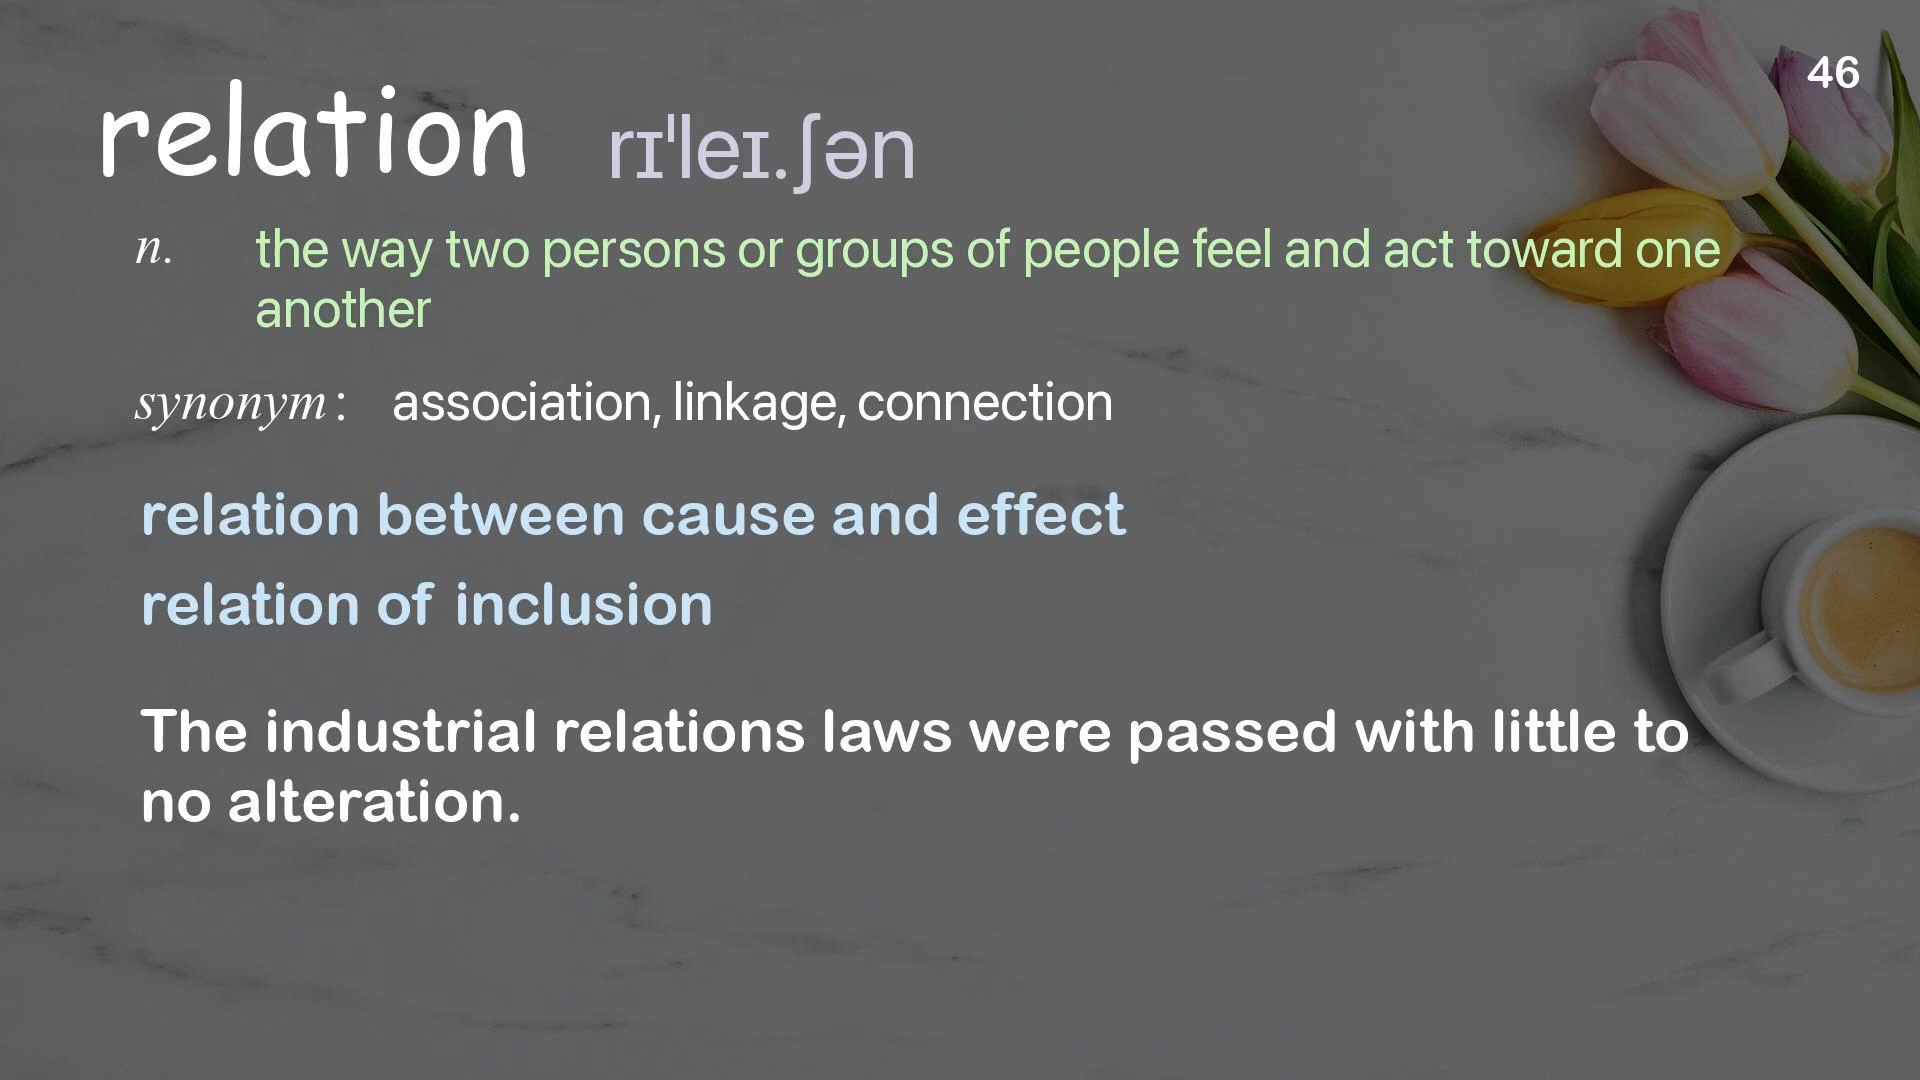 46
relation rɪˈleɪ.ʃən
n. the way two persons or groups of people feel and act toward one
another
synonym: association, linkage, connection
relation between cause and effect
relation of inclusion
The industrial relations laws were passed with little to
no alteration.